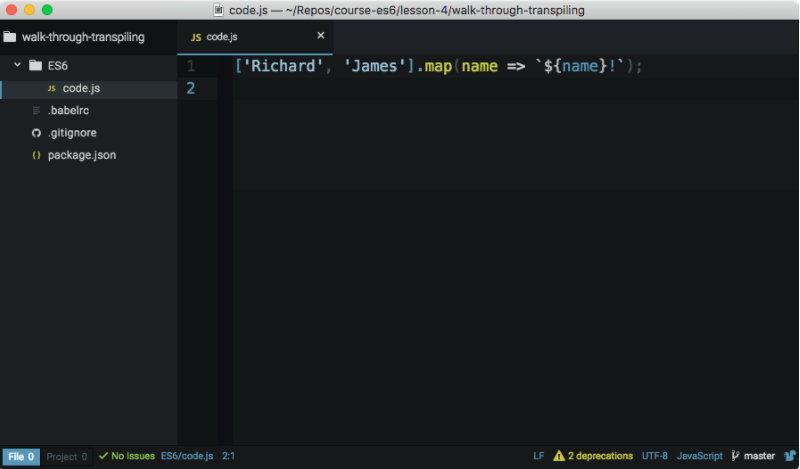 code.js — ~/Repos/course-es6/lesson-4/walk-through-transpiling
walk-through-transpiling
JS code.js ×
ES6
JS code.js
.babelrc
.gitignore
{} package.json
1 ['Richard', 'James'].map(name => `${name}!`);
2
File 0 Project 0 No Issues ES6/code.js 2:1 LF 2 deprecations UTF-8 JavaScript master